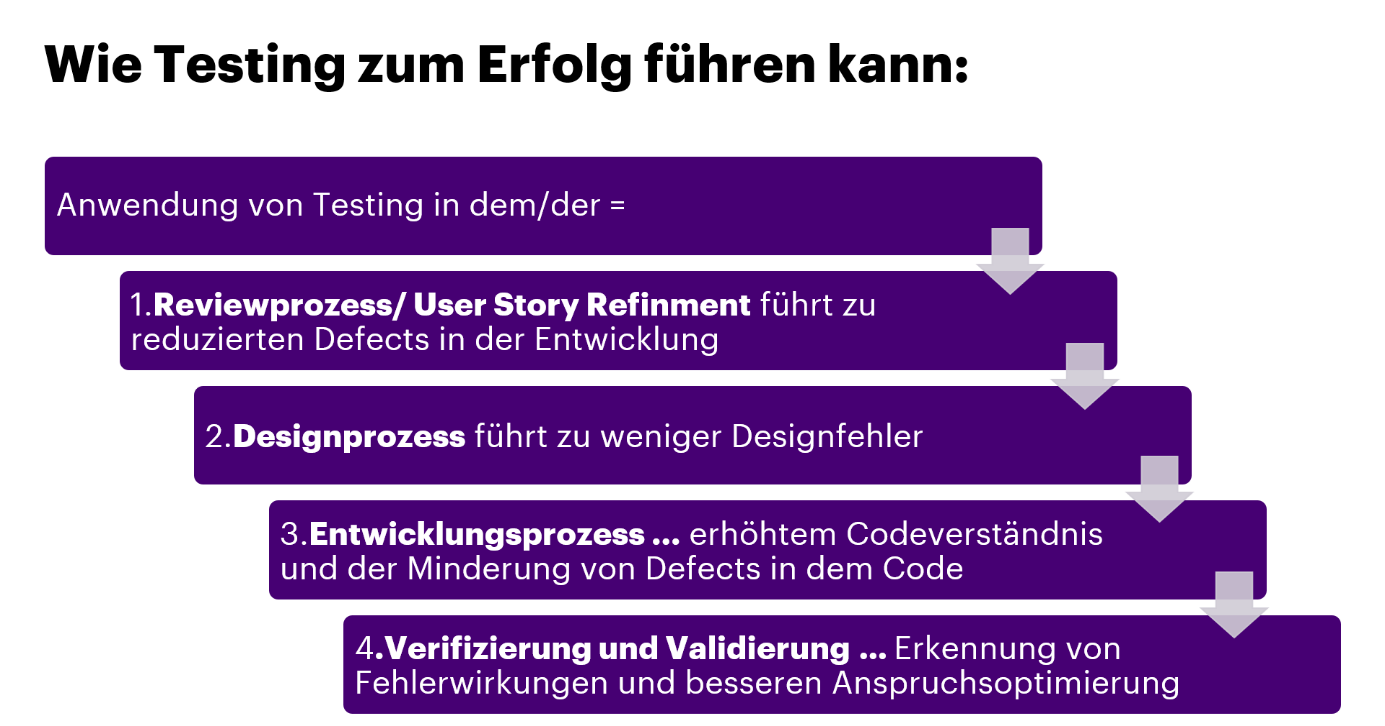 Wie Testing zum Erfolg führen kann:
Anwendung von Testing in dem/der =
1.Reviewprozess/ User Story Refinment führt zu
reduzierten Defects in der Entwicklung
2.Designprozess führt zu weniger Designfehler
3.Entwicklungsprozess ... erhöhtem Codeverständnis
und der Minderung von Defects in dem Code
4.Verifizierung und Validierung ... Erkennung von
Fehlerwirkungen und besseren Anspruchsoptimierung